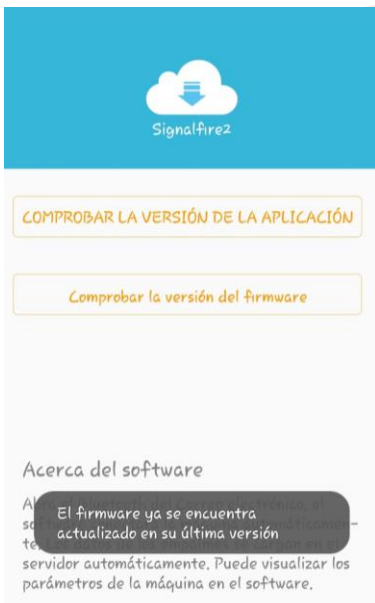 Signalfire2
COMPROBAR LA VERSIÓN DE LA APLICACIÓN
Comprobar la versión del firmware
Acerca del software
El firmware ya se encuentra
actualizado en su última versión
servidor automáticamente. Puede visualizar los
parámetros de la máquina en el software.